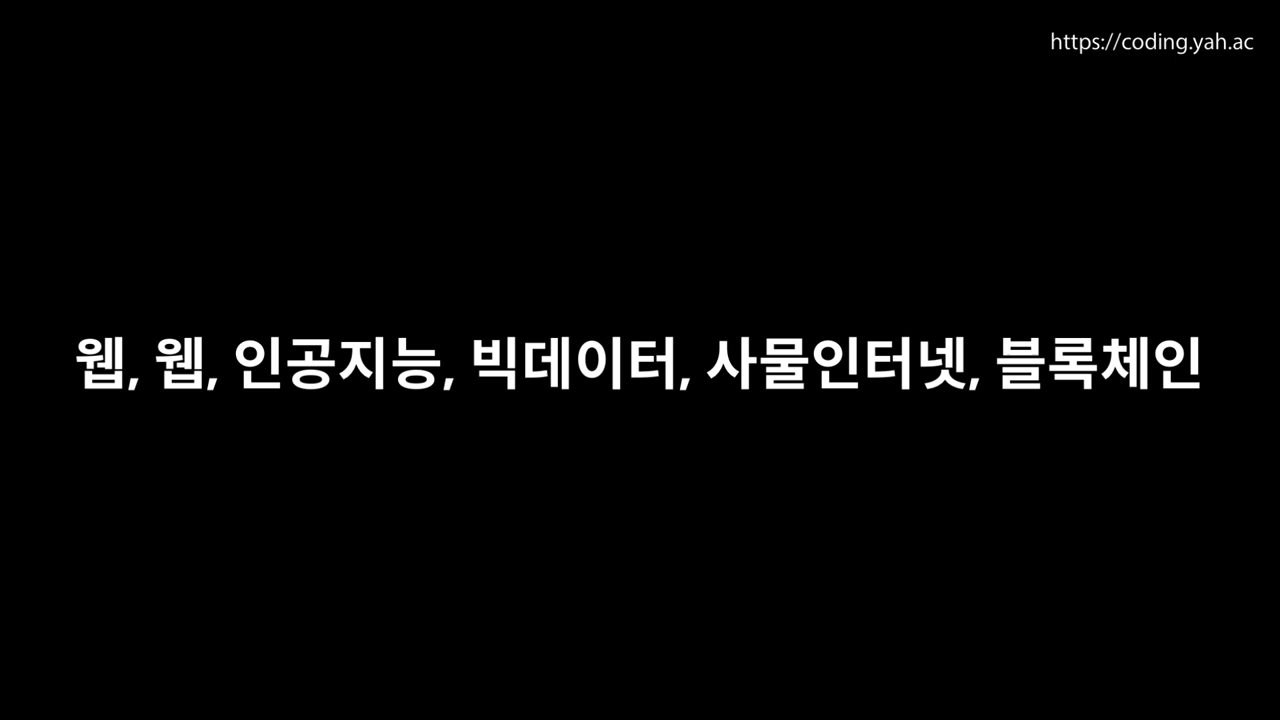 https://coding.yah.ac
웹, 웹, 인공지능, 빅데이터, 사물인터넷, 블록체인